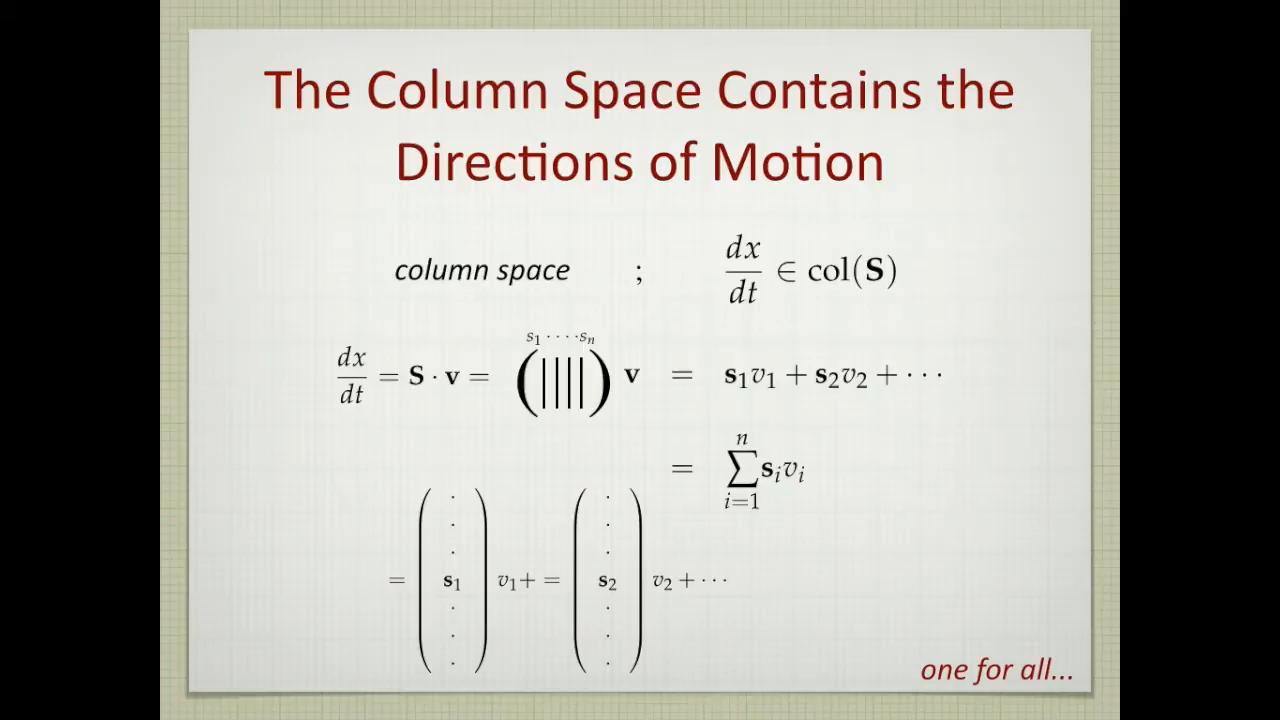 The Column Space Contains the
Directions of Motion
column space ; dx/dt ∈ col(S)
s₁ · · · · sₙ
dx/dt = S · v = (||||) v = s₁v₁ + s₂v₂ + · · ·
= ∑ⁿᵢ₌₁ sᵢvᵢ
= ( · · · s₁ · · · ) v₁+ = ( · · · s₂ · · · ) v₂ + · · ·
one for all...